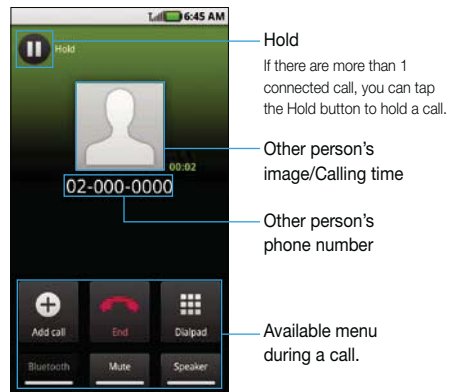 6:45 AM
Hold
00:02
02-000-0000
Add call
End
Dialpad
Bluetooth
Mute
Speaker
Hold
If there are more than 1
connected call, you can tap
the Hold button to hold a call.
Other person's
image/Calling time
Other person's
phone number
Available menu
during a call.